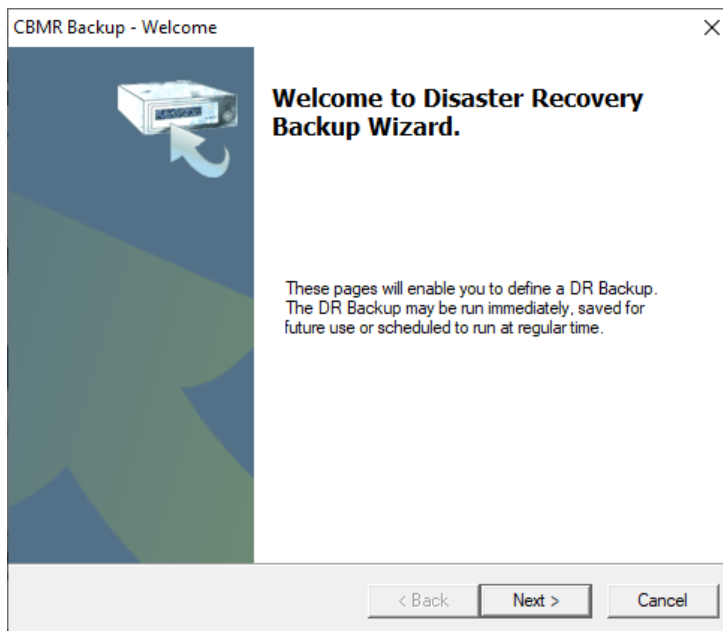 CBMR Backup - Welcome
Welcome to Disaster Recovery
Backup Wizard.
These pages will enable you to define a DR Backup.
The DR Backup may be run immediately, saved for
future use or scheduled to run at regular time.
< Back
Next >
Cancel